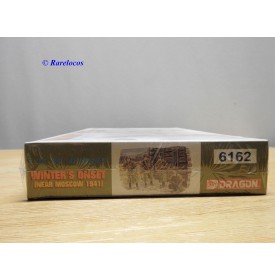 © Rarelocos
WINTER'S ONSET
(NEAR MOSCOW 1941)
6162
DRAGON